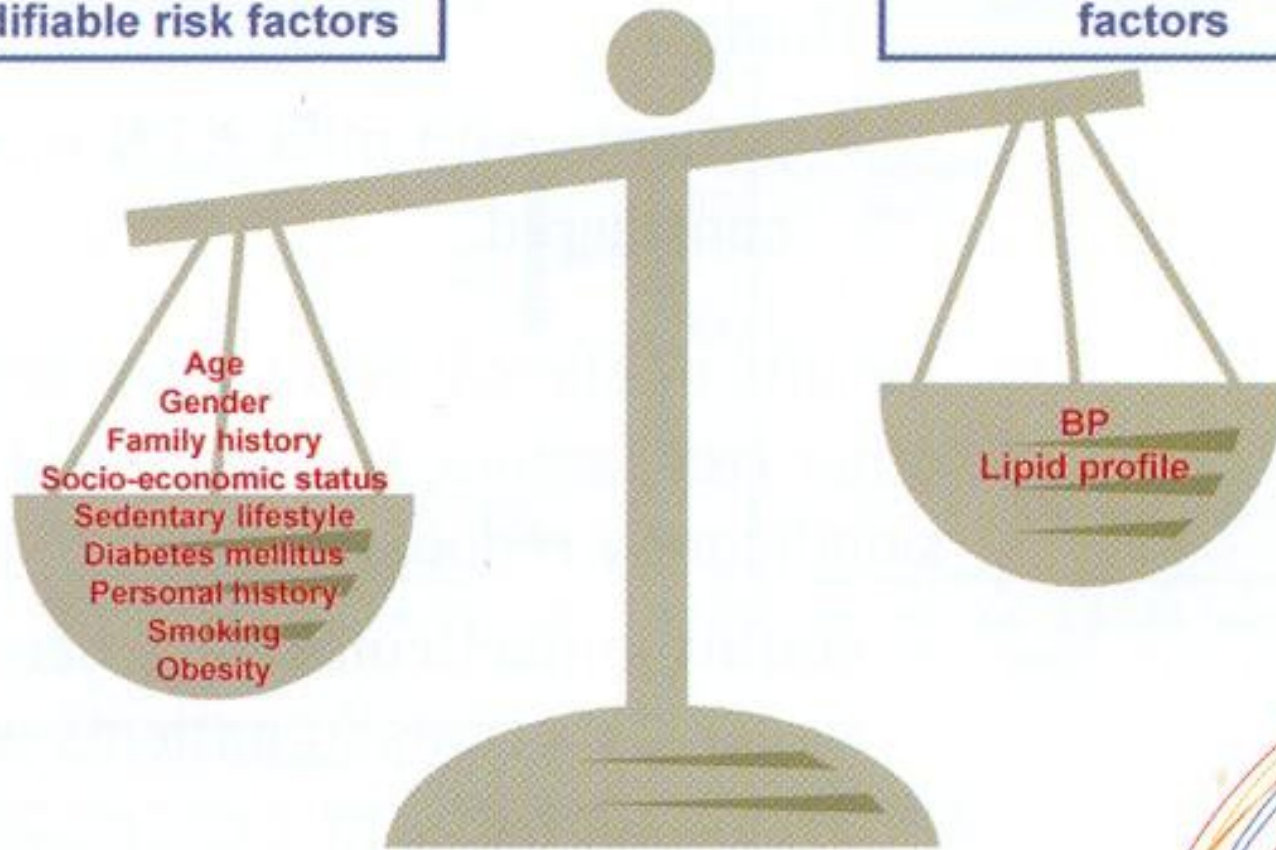 difiable risk factors
factors
Age
Gender
Family history
Socio-economic status
Sedentary lifestyle
Diabetes mellitus
Personal history
Smoking
Obesity
BP
Lipid profile